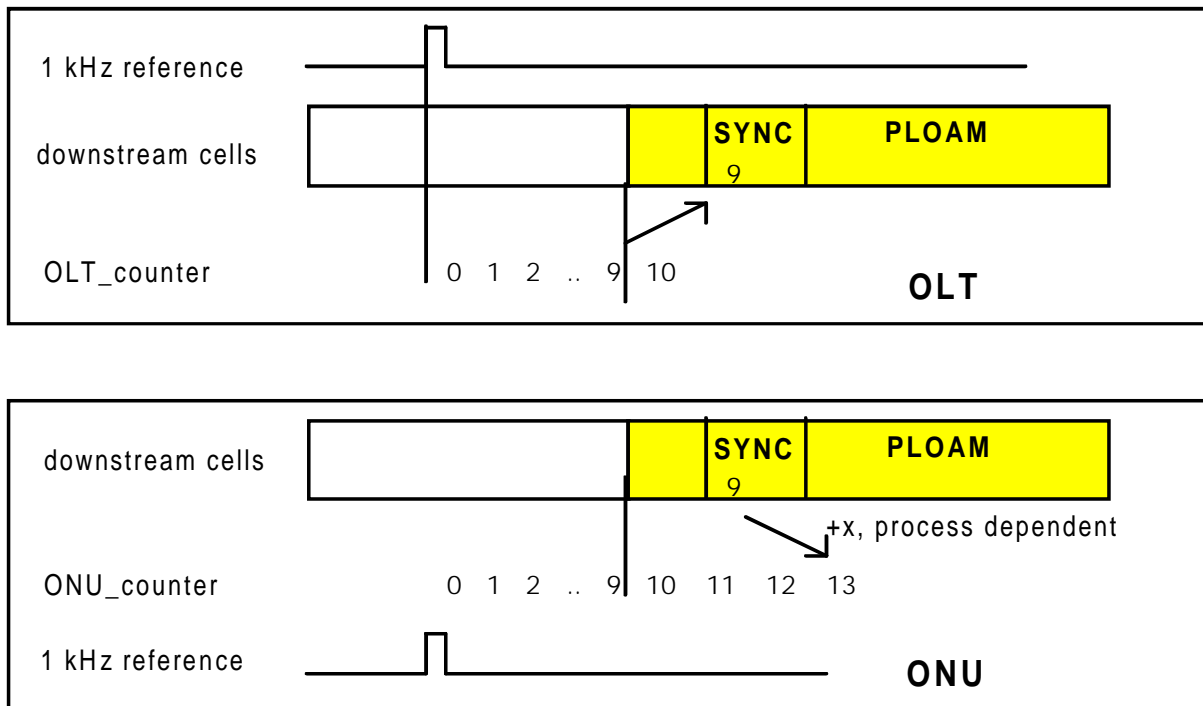 1 kHz reference
downstream cells
SYNC PLOAM
9
OLT_counter 0 1 2 .. 9 10
OLT
downstream cells
SYNC PLOAM
9
+x, process dependent
ONU_counter 0 1 2 .. 9 10 11 12 13
1 kHz reference
ONU